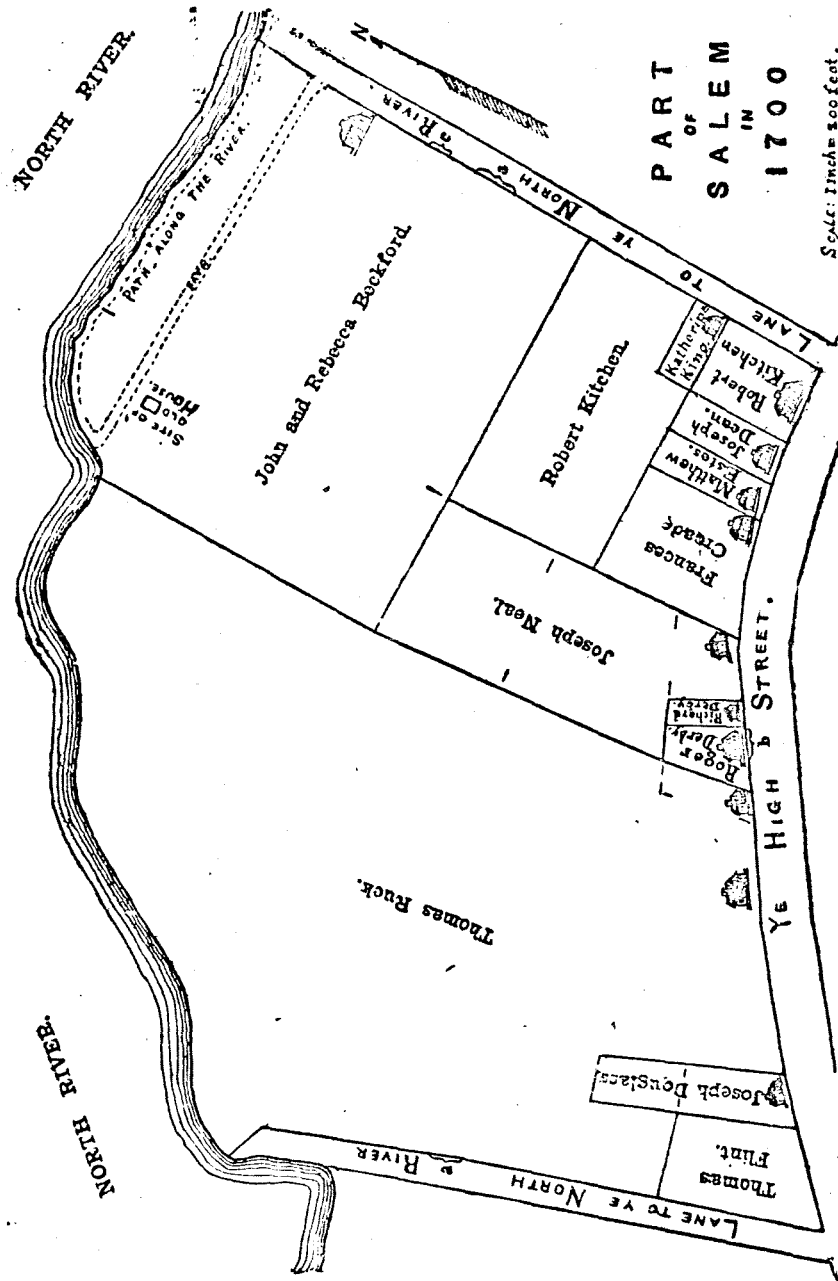 NORTH RIVER.
NORTH RIVER.
PATH, ALONG THE RIVER.
SITE OF
OLD
HOUSE.
John and Rebecca Bockford.
N
PART
OF
SALEM
IN
1700
Scale: 1 inch = 200 feet.
LANE TO YE NORTH a RIVER.
Robert Kitchen.
Katherine
King.
Robert
Kitchen
Joseph
Dean.
Matthew
Estes.
Frances
Croade
Joseph Neal.
Richard
Derby.
Roger
Derby.
Thomas Ruck.
YE HIGH b STREET.
Joseph Douglass.
Thomas
Flint.
LANE TO YE NORTH a RIVER